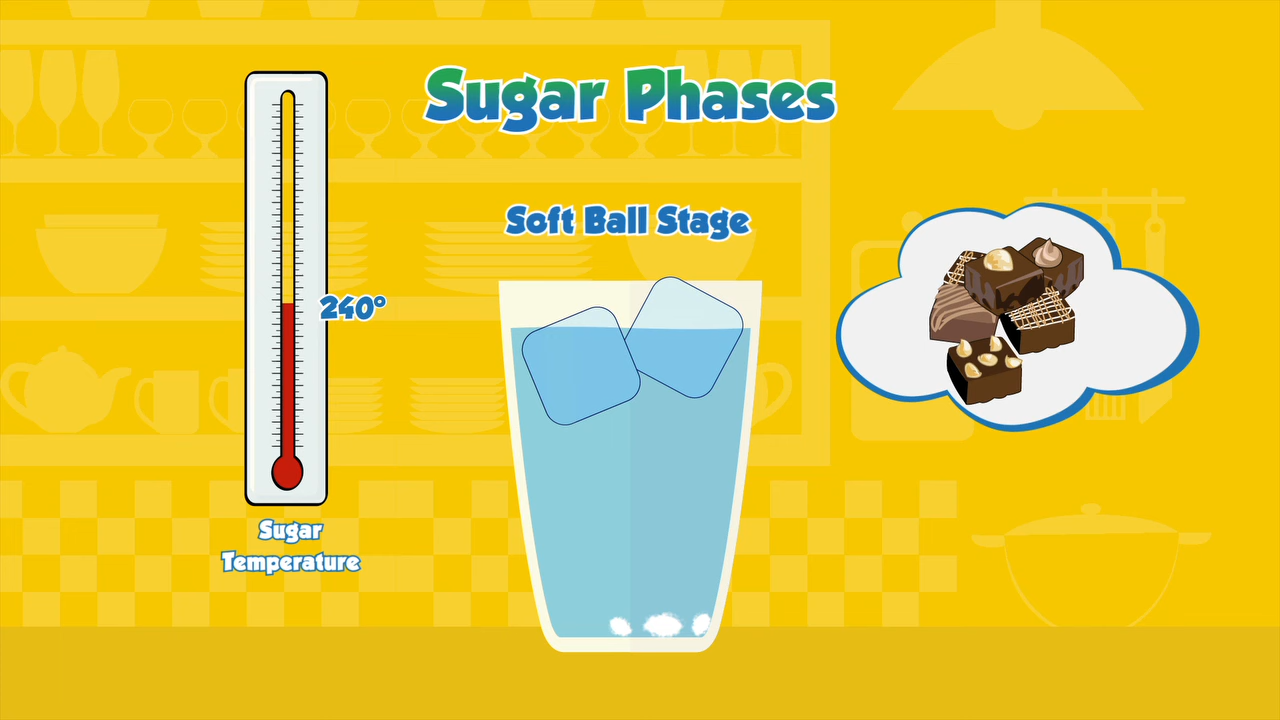 Sugar Phases
Soft Ball Stage
240°
Sugar
Temperature